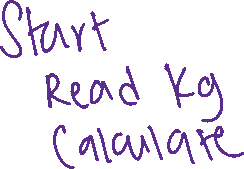 Start
Read Kg
Calculate